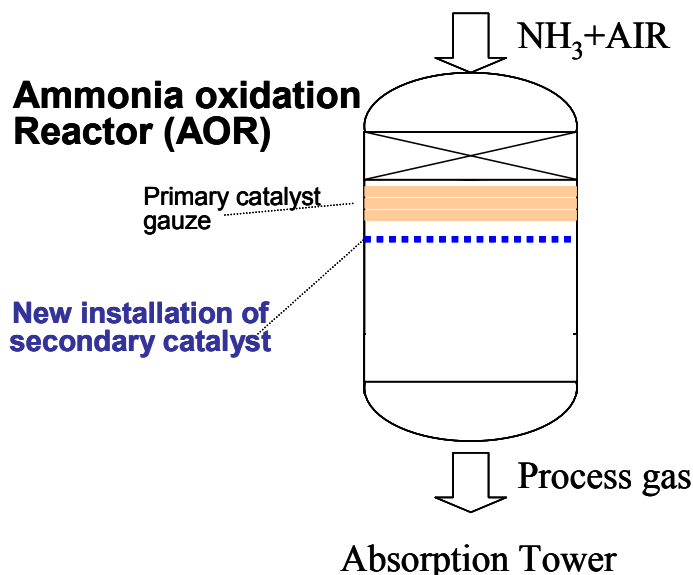 NH₃+AIR
Ammonia oxidation
Reactor (AOR)
Primary catalyst
gauze
New installation of
secondary catalyst
Process gas
Absorption Tower